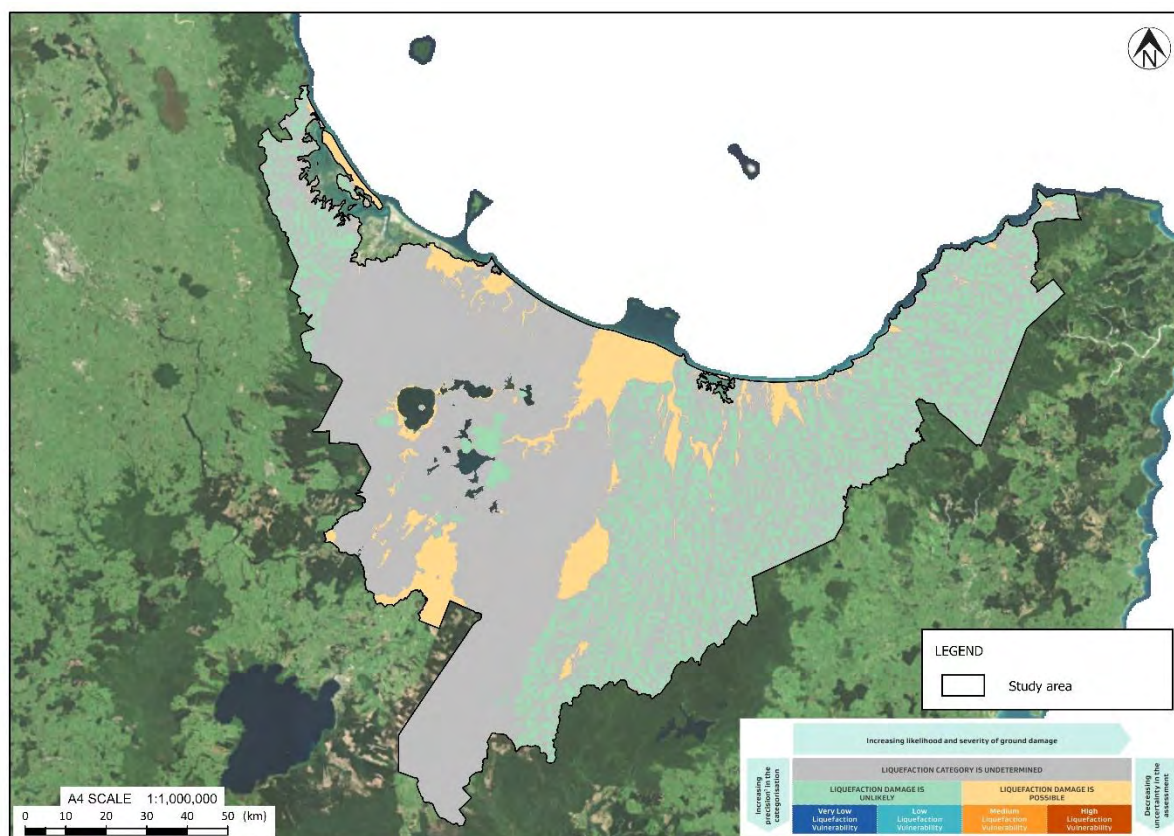 N
LEGEND
Study area
Increasing likelihood and severity of ground damage
Increasing
precision' in the
categorisation
LIQUEFACTION CATEGORY IS UNDETERMINED
LIQUEFACTION DAMAGE IS
UNLIKELY
LIQUEFACTION DAMAGE IS
POSSIBLE
Very Low
Liquefaction
Vulnerability
Low
Liquefaction
Vulnerability
Medium
Liquefaction
Vulnerability
High
Liquefaction
Vulnerability
Decreasing
uncertainty in the
assessment
A4 SCALE 1:1,000,000
0 10 20 30 40 50 (km)